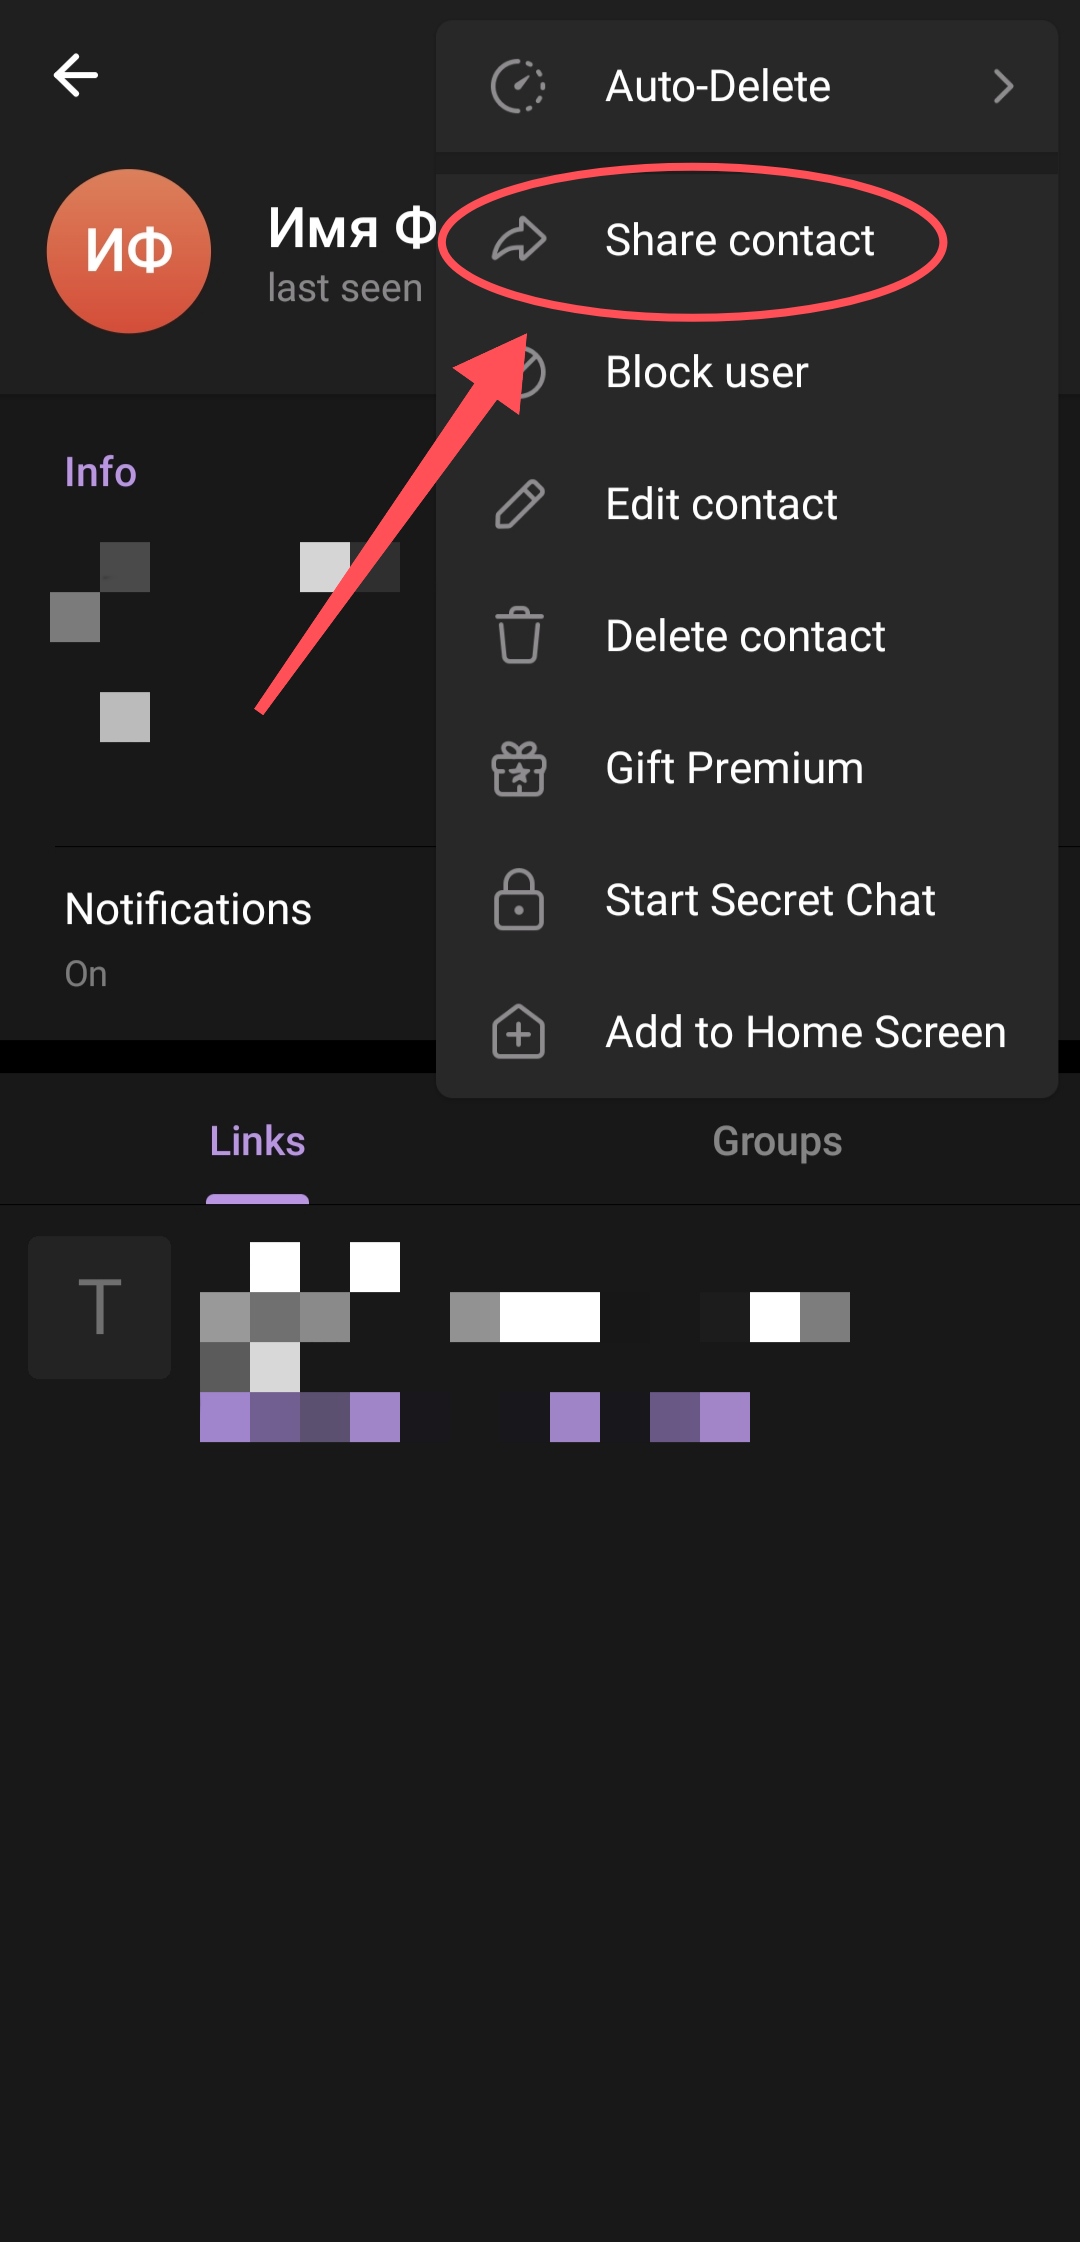 Auto-Delete
ИФ
Имя Ф
last seen
Share contact
Block user
Info
Edit contact
Delete contact
Gift Premium
Notifications
On
Start Secret Chat
Add to Home Screen
Links
Groups
T